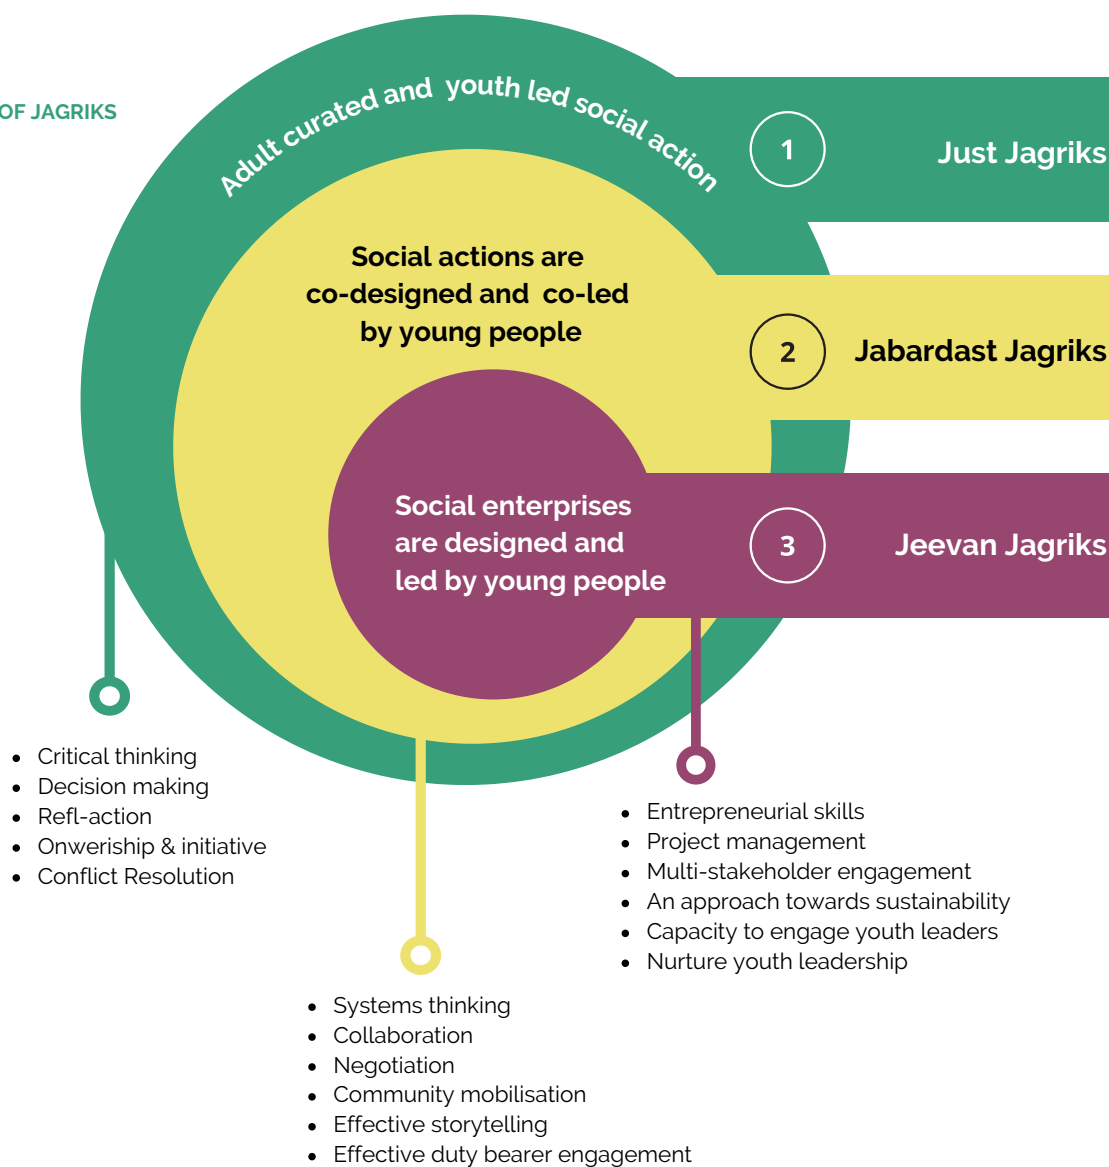 OF JAGRIKS
Adult curated and youth led social action
1
Just Jagriks
Social actions are
co-designed and co-led
by young people
2
Jabardast Jagriks
Social enterprises
are designed and
led by young people
3
Jeevan Jagriks
• Critical thinking
• Decision making
• Refl-action
• Onweriship & initiative
• Conflict Resolution
• Entrepreneurial skills
• Project management
• Multi-stakeholder engagement
• An approach towards sustainability
• Capacity to engage youth leaders
• Nurture youth leadership
• Systems thinking
• Collaboration
• Negotiation
• Community mobilisation
• Effective storytelling
• Effective duty bearer engagement